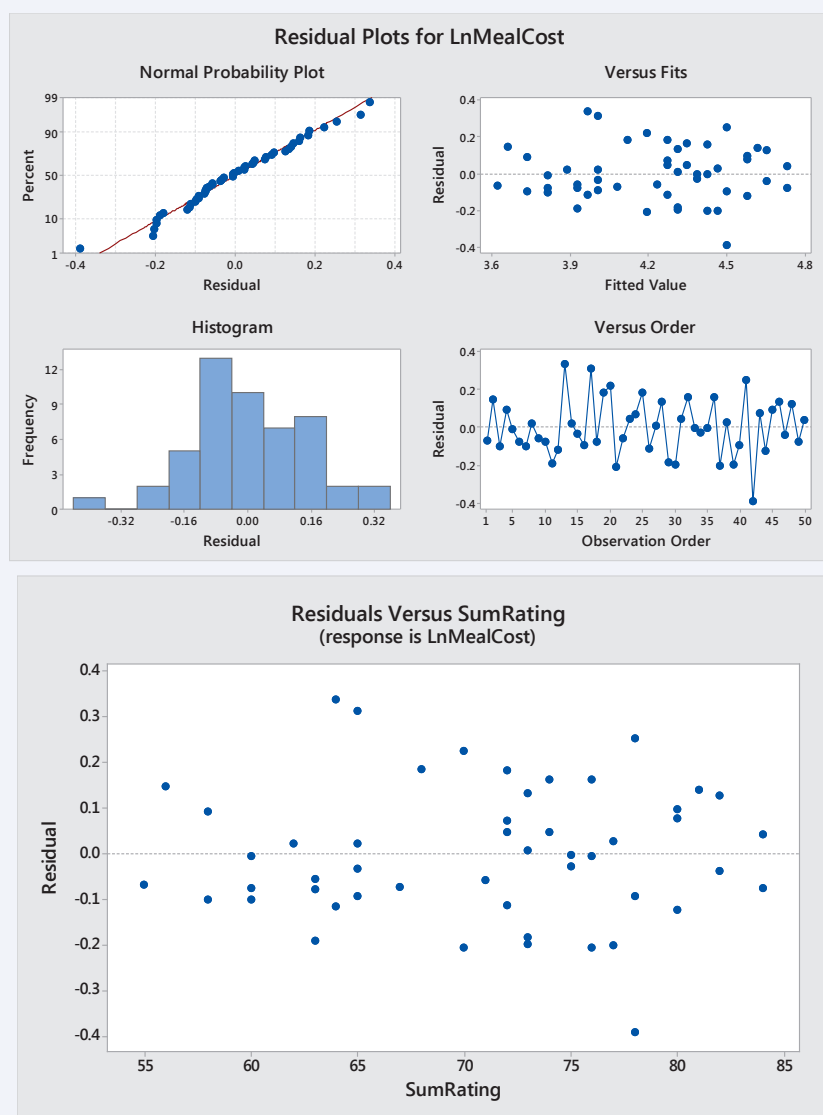 Residual Plots for LnMealCost
Normal Probability Plot
99
90
50
10
1
Percent
-0.4 -0.2 0.0 0.2 0.4
Residual
Versus Fits
0.4
0.2
0.0
-0.2
-0.4
Residual
3.6 3.9 4.2 4.5 4.8
Fitted Value
Histogram
12
9
6
3
0
Frequency
-0.32 -0.16 0.00 0.16 0.32
Residual
Versus Order
0.4
0.2
0.0
-0.2
-0.4
Residual
1 5 10 15 20 25 30 35 40 45 50
Observation Order
Residuals Versus SumRating
(response is LnMealCost)
0.4
0.3
0.2
0.1
0.0
-0.1
-0.2
-0.3
-0.4
Residual
55 60 65 70 75 80 85
SumRating